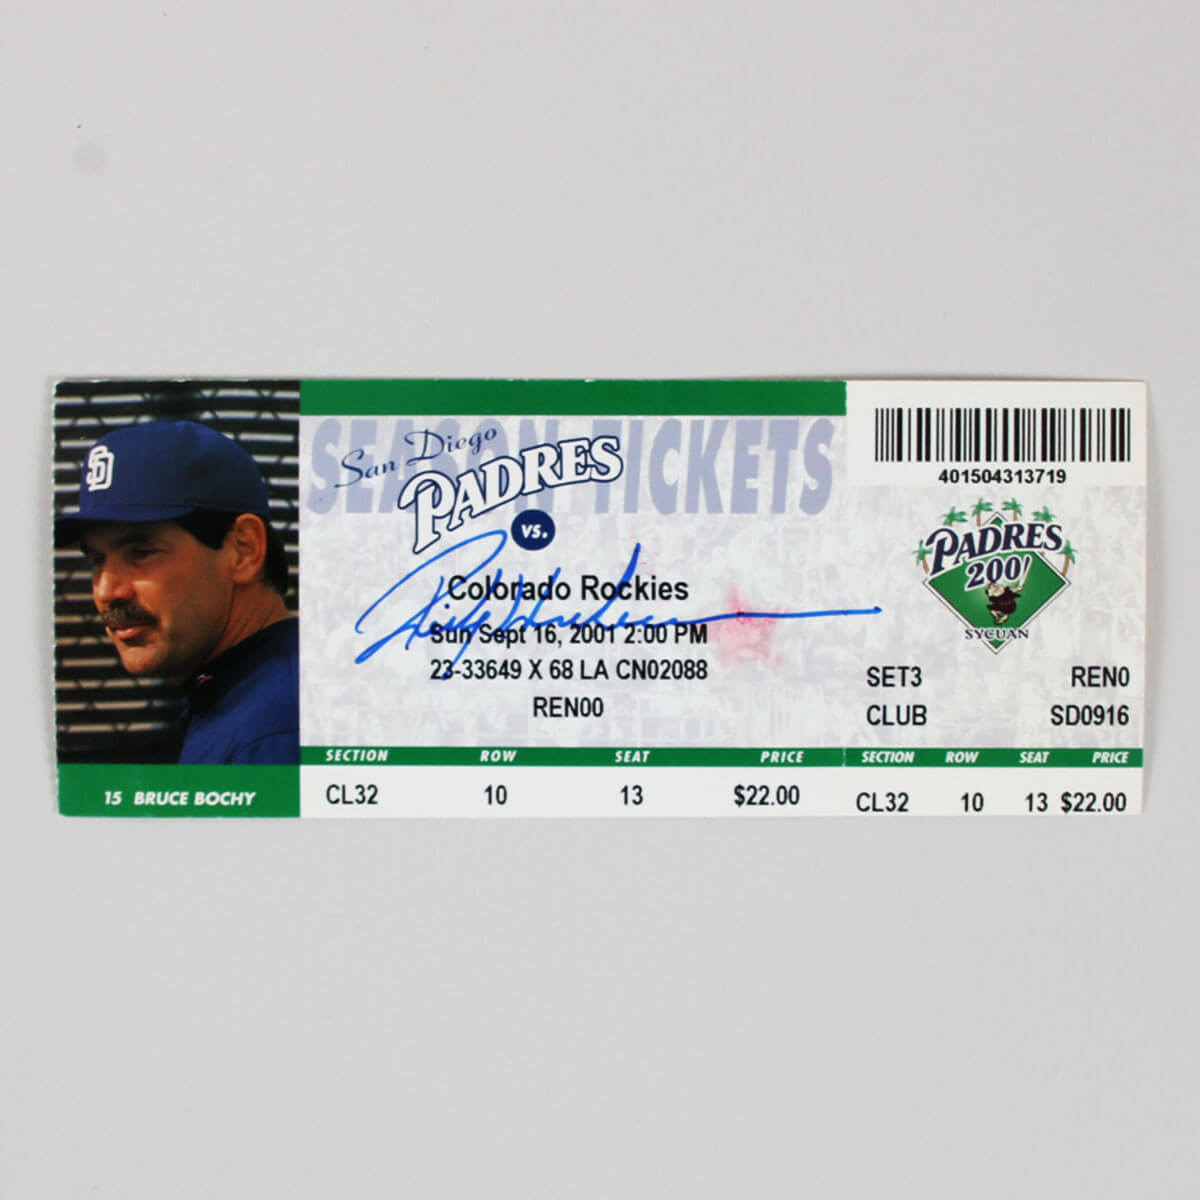 SD
15 BRUCE BOCHY
SEASON TICKETS
San Diego
PADRES
VS.
Colorado Rockies
Sun Sept 16, 2001 2:00 PM
23-33649 X 68 LA CN02088
REN00
SECTION ROW SEAT PRICE
CL32 10 13 $22.00
401504313719
PADRES
2001
SYCUAN
SET3 REN0
CLUB SD0916
SECTION ROW SEAT PRICE
CL32 10 13 $22.00